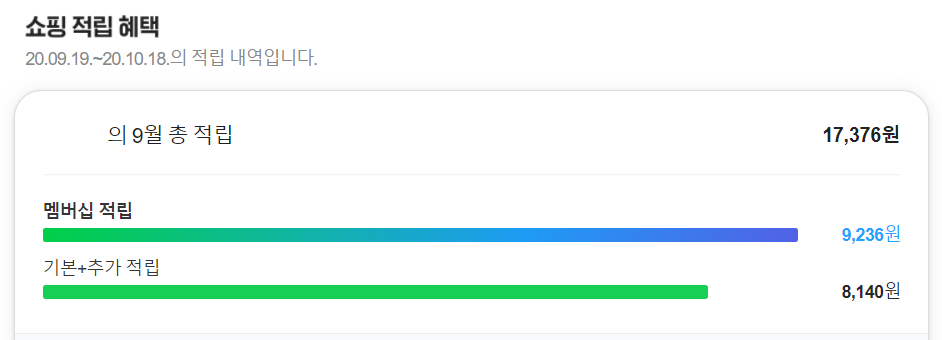 쇼핑 적립 혜택
20.09.19.~20.10.18.의 적립 내역입니다.
의 9월 총 적립 17,376원
멤버십 적립
9,236원
기본+추가 적립
8,140원